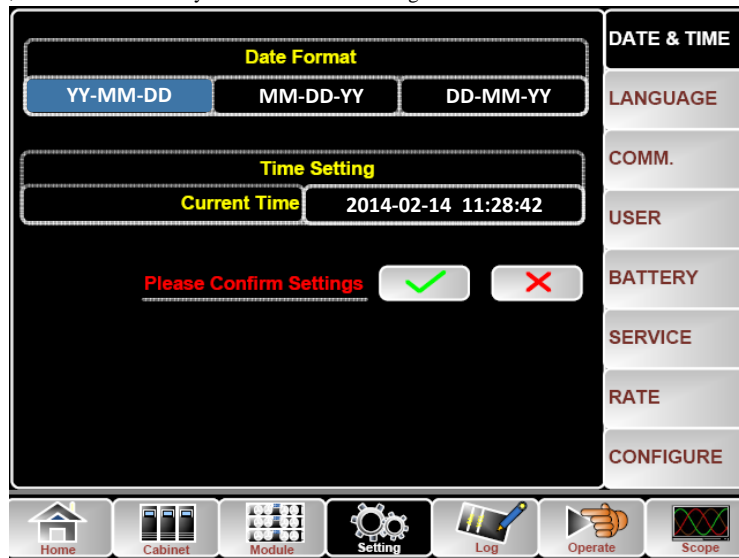 Date Format
YY-MM-DD MM-DD-YY DD-MM-YY
Time Setting
Current Time 2014-02-14 11:28:42
Please Confirm Settings
DATE & TIME
LANGUAGE
COMM.
USER
BATTERY
SERVICE
RATE
CONFIGURE
Home Cabinet Module Setting Log Operate Scope